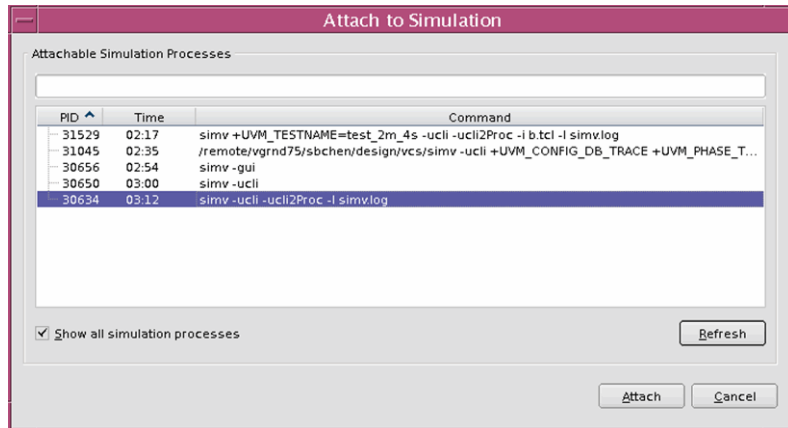 Attach to Simulation
Attachable Simulation Processes
PID Time Command
31529 02:17 simv +UVM_TESTNAME=test_2m_4s -ucli -ucli2Proc -i b.tcl -l simv.log
31045 02:35 /remote/vgrnd75/sbchen/design/vcs/simv -ucli +UVM_CONFIG_DB_TRACE +UVM_PHASE_T...
30656 02:54 simv -gui
30650 03:00 simv -ucli
30634 03:12 simv -ucli -ucli2Proc -l simv.log
Show all simulation processes
Refresh
Attach Cancel